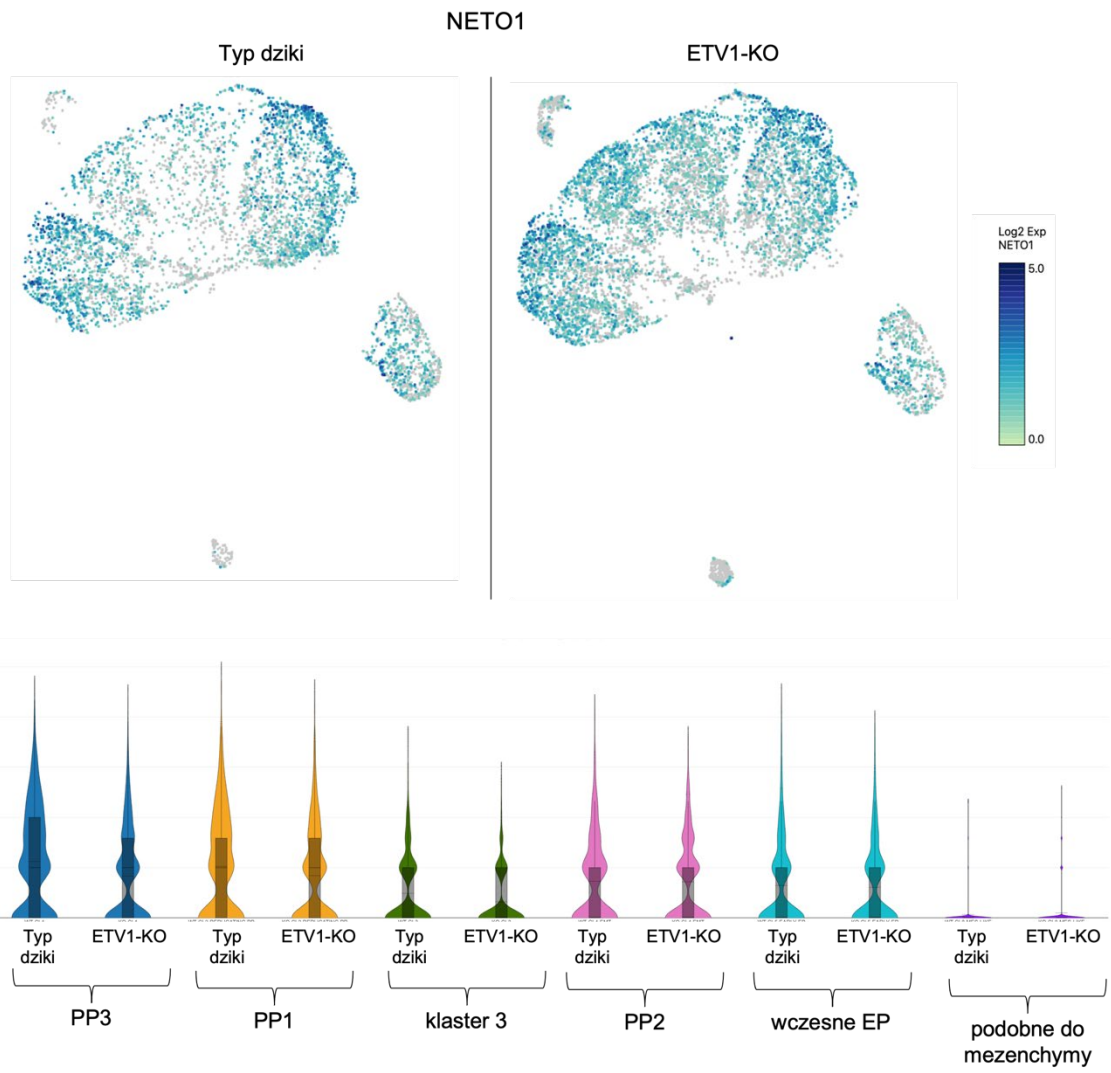 NETO1
Typ dziki
ETV1-KO
Log2 Exp
NETO1
5.0
0.0
Typ dziki
ETV1-KO
Typ dziki
ETV1-KO
Typ dziki
ETV1-KO
Typ dziki
ETV1-KO
Typ dziki
ETV1-KO
Typ dziki
ETV1-KO
PP3
PP1
klaster 3
PP2
wczesne EP
podobne do
mezenchymy